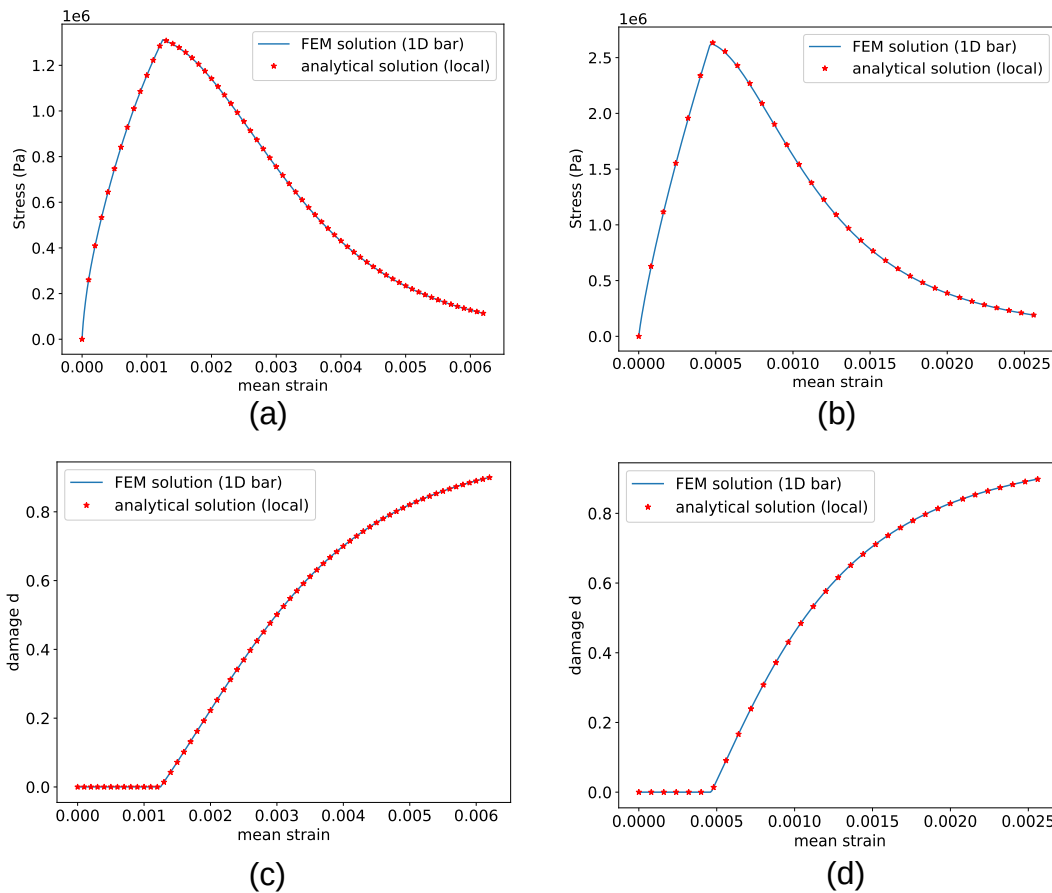 1e6
Stress (Pa)
1.2
1.0
0.8
0.6
0.4
0.2
0.0
FEM solution (1D bar)
analytical solution (local)
0.000 0.001 0.002 0.003 0.004 0.005 0.006
mean strain
(a)
1e6
Stress (Pa)
2.5
2.0
1.5
1.0
0.5
0.0
FEM solution (1D bar)
analytical solution (local)
0.0000 0.0005 0.0010 0.0015 0.0020 0.0025
mean strain
(b)
damage d
0.8
0.6
0.4
0.2
0.0
FEM solution (1D bar)
analytical solution (local)
0.000 0.001 0.002 0.003 0.004 0.005 0.006
mean strain
(c)
damage d
0.8
0.6
0.4
0.2
0.0
FEM solution (1D bar)
analytical solution (local)
0.0000 0.0005 0.0010 0.0015 0.0020 0.0025
mean strain
(d)